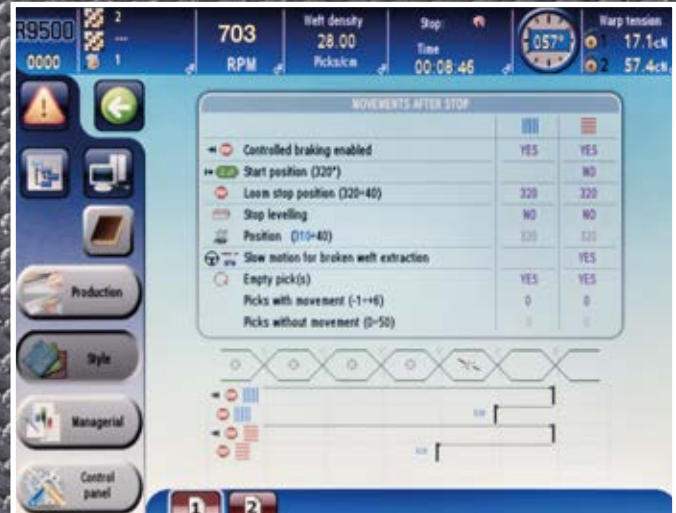 R9500
0000
2
---
1
703
RPM
Weft density
28.00
Picks/cm
Stop:
Time
00:08:46
057°
Warp tension
1 17.1cN
2 57.4cN
MOVEMENTS AFTER STOP
Controlled braking enabled YES YES
Start position (320°) NO
Loom stop position (320÷40) 320 320
Stop levelling NO NO
Position (310÷40) 320 320
Slow motion for broken weft extraction YES
Empty pick(s) YES YES
Picks with movement (-1÷+6) 0 0
Picks without movement (0÷50) 0 0
Production
Style
Managerial
Control
panel
1 2